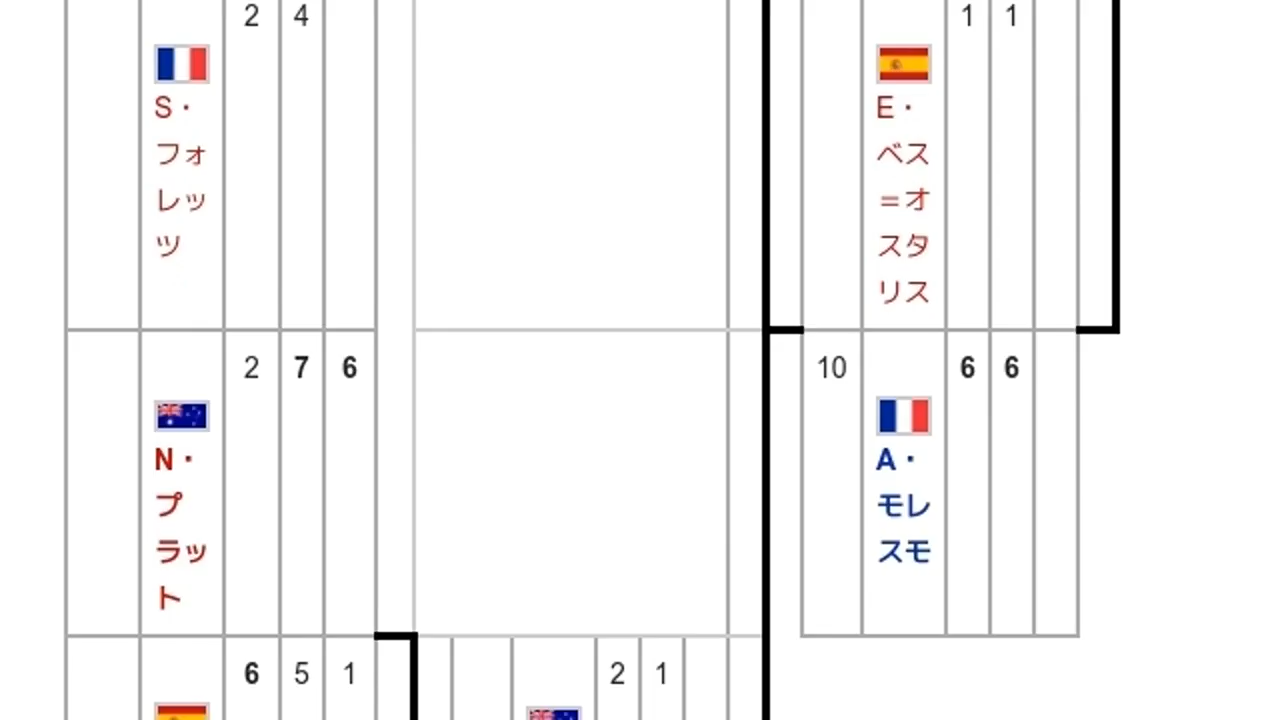 2 4
S・
フォ
レッ
ツ
1 1
E・
ベス
=オ
スタ
リス
2 7 6
N・
プ
ラッ
ト
10 6 6
A・
モレ
スモ
6 5 1
2 1